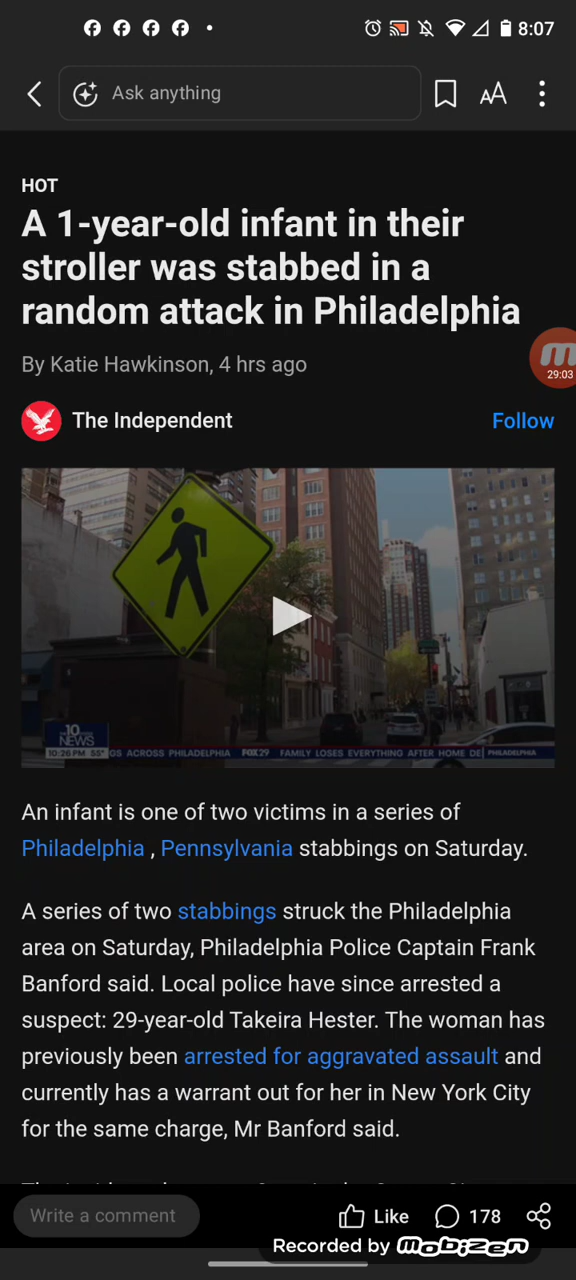 8:07
Ask anything
AA
HOT
A 1-year-old infant in their
stroller was stabbed in a
random attack in Philadelphia
By Katie Hawkinson, 4 hrs ago
29:03
The Independent
Follow
10
NEWS
10:26 PM 55°
GS ACROSS PHILADELPHIA FOX29 FAMILY LOSES EVERYTHING AFTER HOME DE PHILADELPHIA
An infant is one of two victims in a series of
Philadelphia , Pennsylvania stabbings on Saturday.
A series of two stabbings struck the Philadelphia
area on Saturday, Philadelphia Police Captain Frank
Banford said. Local police have since arrested a
suspect: 29-year-old Takeira Hester. The woman has
previously been arrested for aggravated assault and
currently has a warrant out for her in New York City
for the same charge, Mr Banford said.
Write a comment
Like
178
Recorded by mobizen